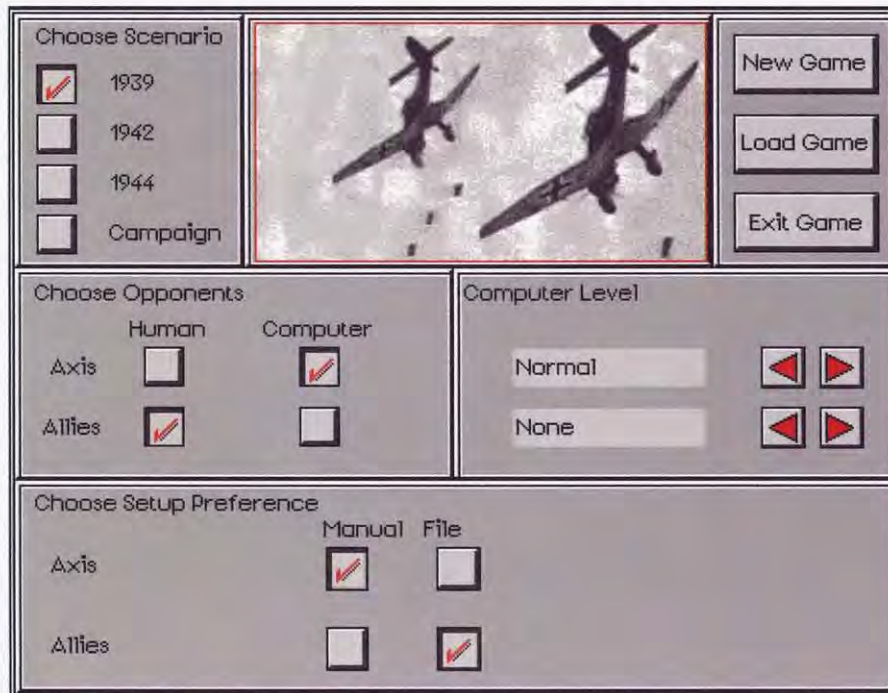 Choose Scenario
1939
1942
1944
Campaign
New Game
Load Game
Exit Game
Choose Opponents
Human Computer
Axis
Allies
Computer Level
Normal
None
Choose Setup Preference
Manual File
Axis
Allies